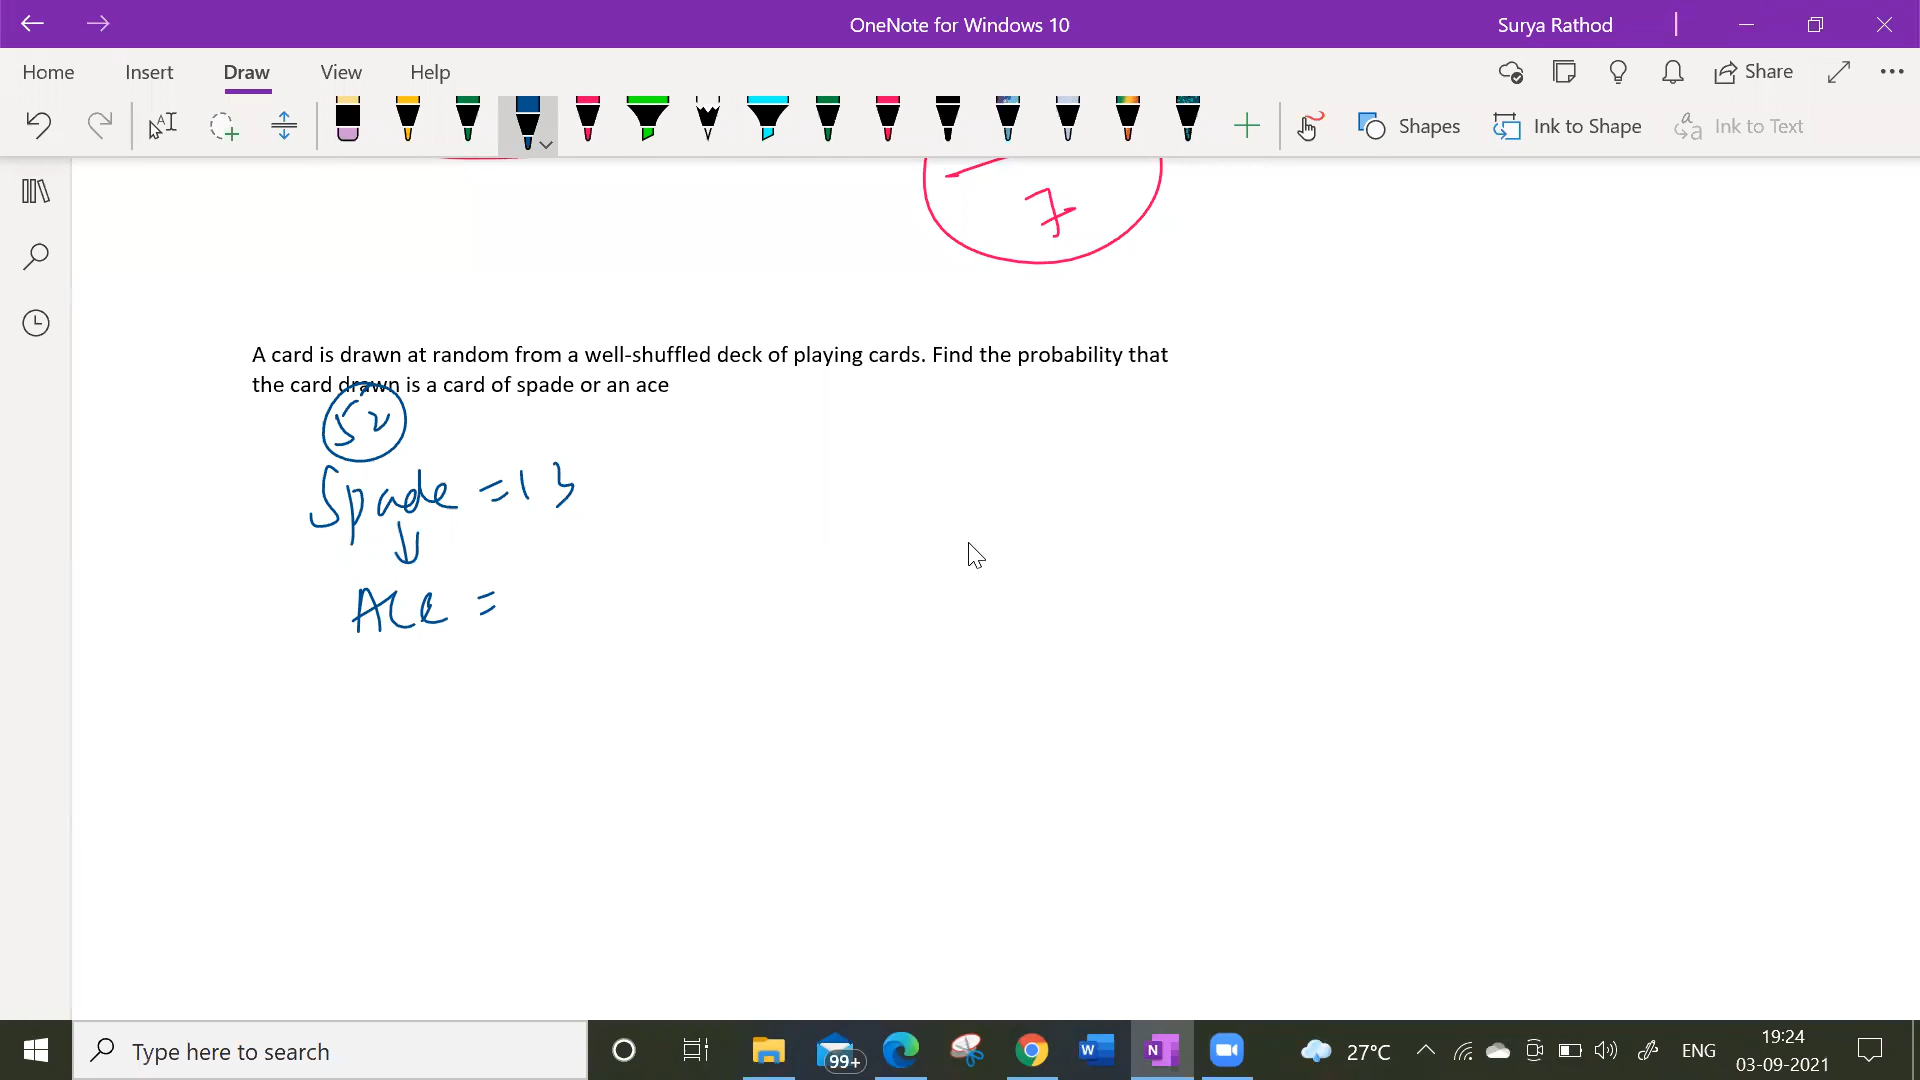 OneNote for Windows 10
Surya Rathod
Home Insert Draw View Help
Share
Shapes Ink to Shape Ink to Text
7
A card is drawn at random from a well-shuffled deck of playing cards. Find the probability that
the card drawn is a card of spade or an ace
52
Spade = 13
Ace =
Type here to search
99+
27°C
ENG
19:24
03-09-2021